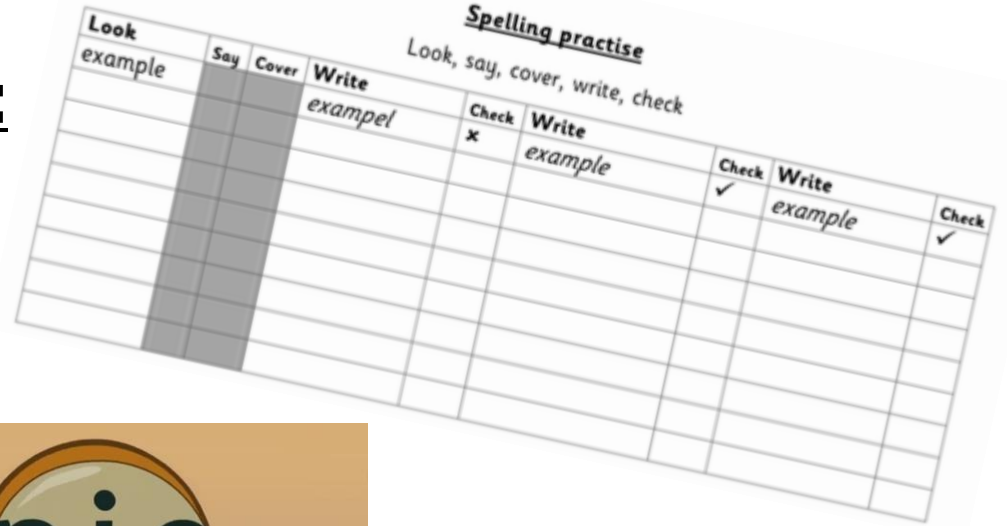 Spelling practise
Look, say, cover, write, check
Look Say Cover Write Check Write Check Write Check
example exampel × example ✓ example ✓